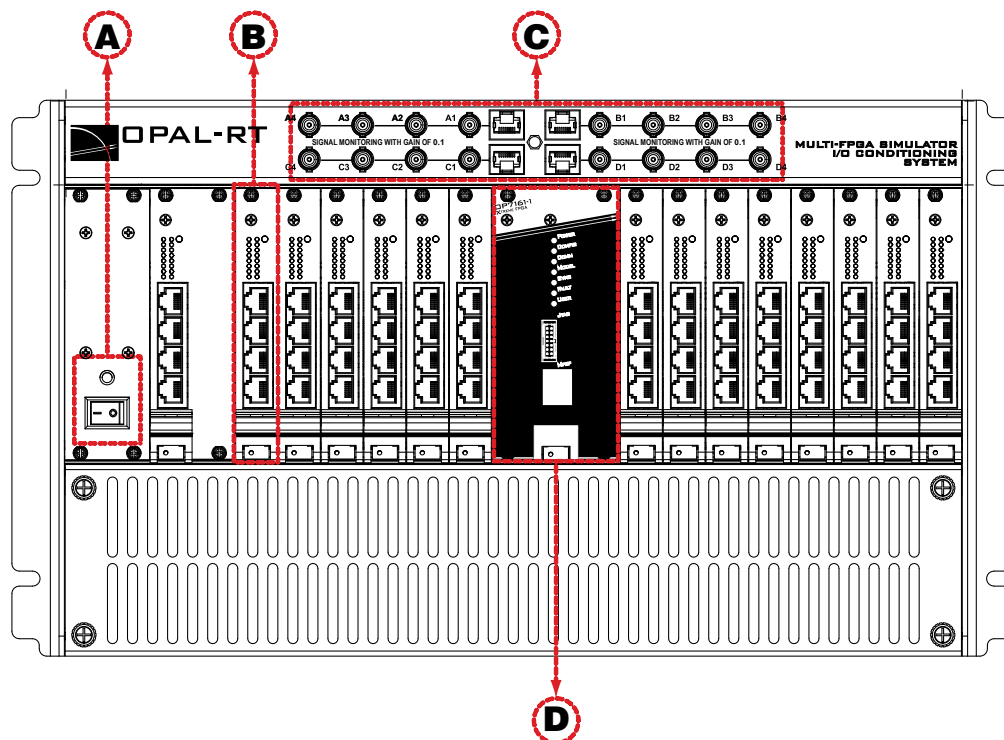 A
B
C
A4 A3 A2 A1 B1 B2 B3 B4
OPAL-RT
SIGNAL MONITORING WITH GAIN OF 0.1 SIGNAL MONITORING WITH GAIN OF 0.1
MULTI-FPGA SIMULATOR
I/O CONDITIONING
SYSTEM
C4 C3 C2 C1 D1 D2 D3 D4
OP7161-1
FPGA
POWER
D